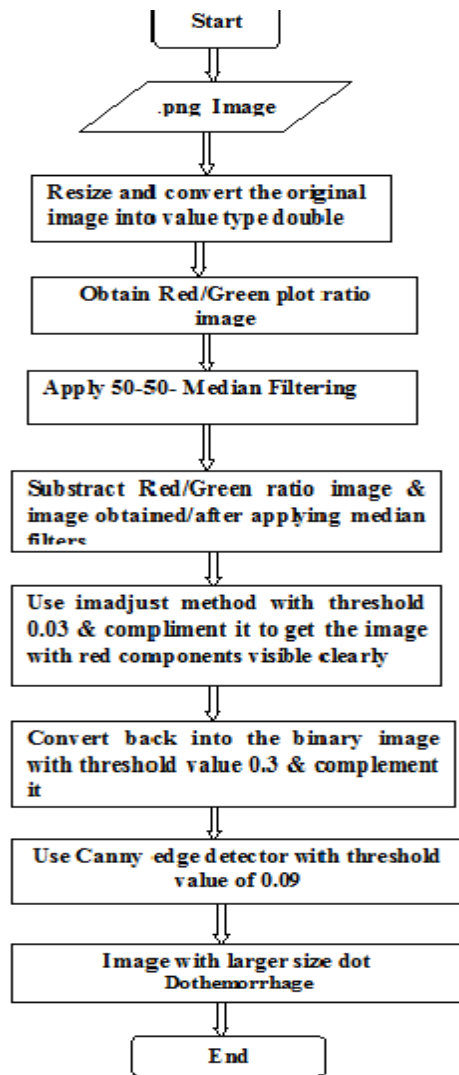 Start
.png Image
Resize and convert the original
image into value type double
Obtain Red/Green plot ratio
image
Apply 50-50- Median Filtering
Substract Red/Green ratio image &
image obtained/after applying median
filters
Use imadjust method with threshold
0.03 & compliment it to get the image
with red components visible clearly
Convert back into the binary image
with threshold value 0.3 & complement
it
Use Canny edge detector with threshold
value of 0.09
Image with larger size dot
Dothemorrhage
End